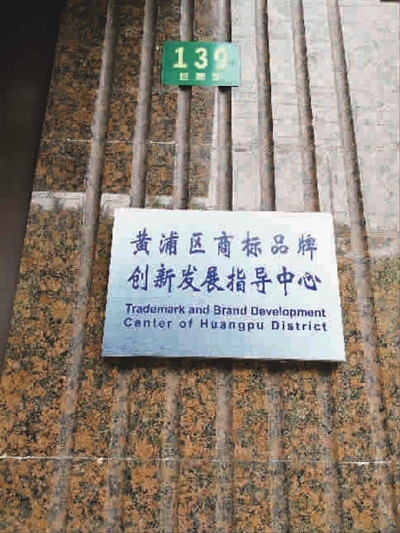 139
黄浦区商标品牌
创新发展指导中心
Trademark and Brand Development
Center of Huangpu District